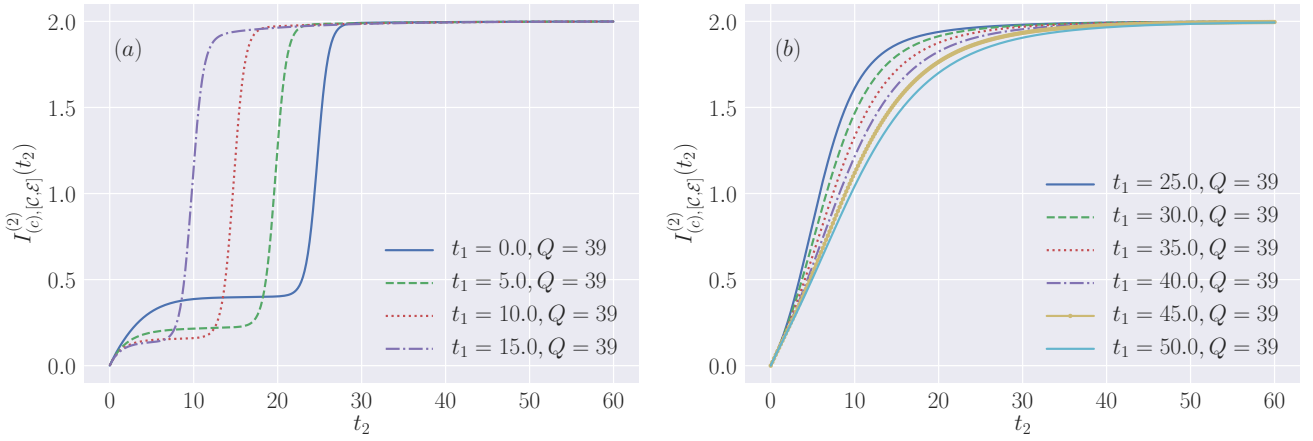 (a)
I^{(2)}_{(c),[\mathcal{C},\mathcal{E}]}(t_2)
2.0
1.5
1.0
0.5
0.0
t_1 = 0.0, Q = 39
t_1 = 5.0, Q = 39
t_1 = 10.0, Q = 39
t_1 = 15.0, Q = 39
0 10 20 30 40 50 60
t_2
(b)
I^{(2)}_{(c),[\mathcal{C},\mathcal{E}]}(t_2)
2.0
1.5
1.0
0.5
0.0
t_1 = 25.0, Q = 39
t_1 = 30.0, Q = 39
t_1 = 35.0, Q = 39
t_1 = 40.0, Q = 39
t_1 = 45.0, Q = 39
t_1 = 50.0, Q = 39
0 10 20 30 40 50 60
t_2